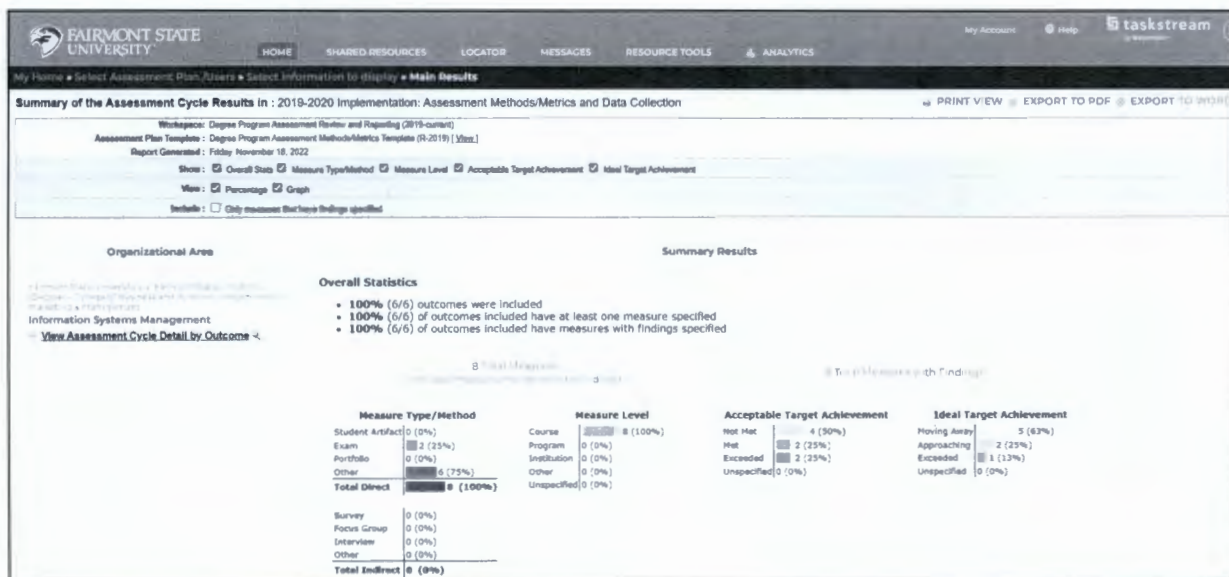 FAIRMONT STATE
UNIVERSITY
HOME SHARED RESOURCES LOCATOR MESSAGES RESOURCE TOOLS ANALYTICS
My Account Help taskstream
My Home Select Assessment Plan/Users Select information to display Main Results
Summary of the Assessment Cycle Results in : 2019-2020 Implementation: Assessment Methods/Metrics and Data Collection
PRINT VIEW EXPORT TO PDF EXPORT TO WORD
Workspace: Degree Program Assessment Review and Reporting (2019-current)
Assessment Plan Template : Degree Program Assessment Methods/Metrics Template (R-2019) [ View ]
Report Generated : Friday November 18, 2022
Show : Overall Stats Measure Type/Method Measure Level Acceptable Target Achievement Ideal Target Achievement
View : Percentage Graph
Include : Only measures that have findings specified
Organizational Area
Summary Results
Information Systems Management
View Assessment Cycle Detail by Outcome
Overall Statistics
• 100% (6/6) outcomes were included
• 100% (6/6) of outcomes included have at least one measure specified
• 100% (6/6) of outcomes included have measures with findings specified
8 Total Measures
Total Measures with Findings
Measure Type/Method
Student Artifact 0 (0%)
Exam 2 (25%)
Portfolio 0 (0%)
Other 6 (75%)
Total Direct 8 (100%)
Survey 0 (0%)
Focus Group 0 (0%)
Interview 0 (0%)
Other 0 (0%)
Total Indirect 0 (0%)
Measure Level
Course 8 (100%)
Program 0 (0%)
Institution 0 (0%)
Other 0 (0%)
Unspecified 0 (0%)
Acceptable Target Achievement
Not Met 4 (50%)
Met 2 (25%)
Exceeded 2 (25%)
Unspecified 0 (0%)
Ideal Target Achievement
Moving Away 5 (63%)
Approaching 2 (25%)
Exceeded 1 (13%)
Unspecified 0 (0%)